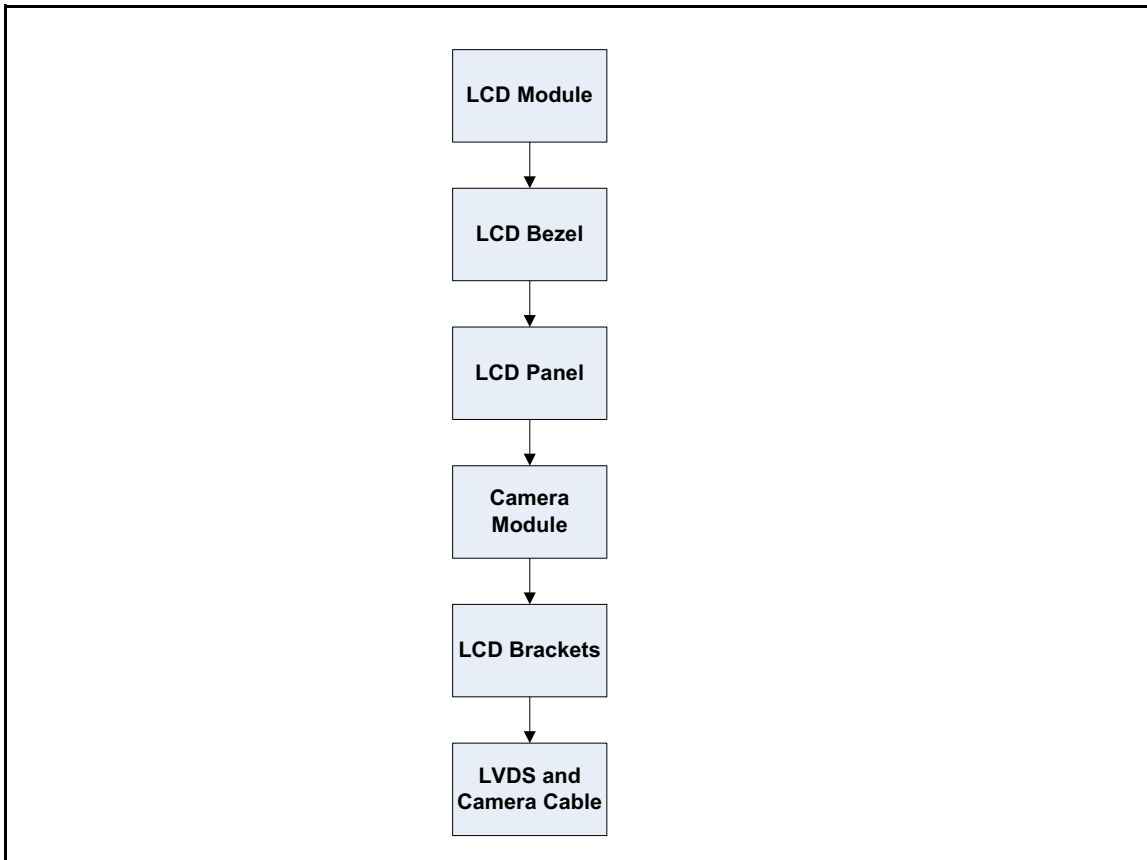 LCD Module
LCD Bezel
LCD Panel
Camera
Module
LCD Brackets
LVDS and
Camera Cable